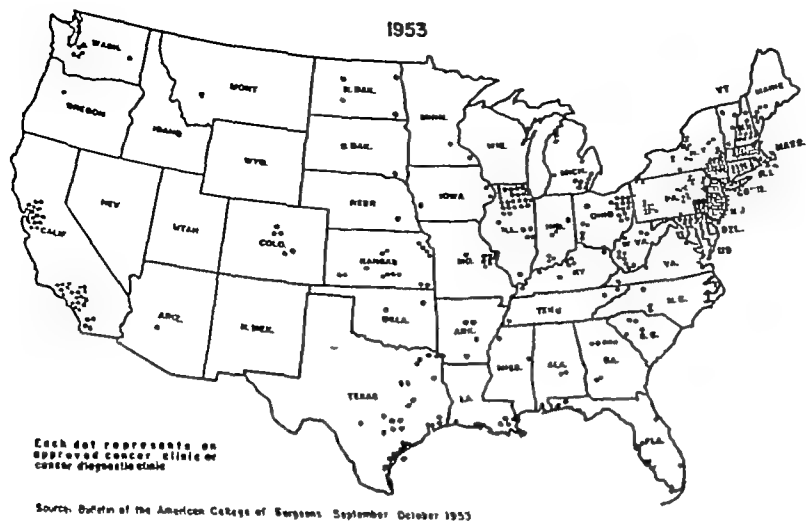 1953
WASH.
MONT
N. DAK.
MINN.
VT
MAINE
OREGON
IDAHO
S. DAK.
WIS.
MICH.
MASS.
R.I.
WYO.
IOWA
PA.
N.J
NEV
UTAH
NEBR
ILL.
IND.
OHIO
DEL.
CALIF
COLO.
KANSAS
MO.
W VA.
VA.
KY
ARIZ.
N. MEX.
OKLA.
ARK.
TENN
N.C.
S.C.
TEXAS
LA.
MISS.
ALA.
GA.
FLA.
Each dot represents an
approved cancer clinic or
cancer diagnostic clinic
Source: Bulletin of the American College of Surgeons September October 1953